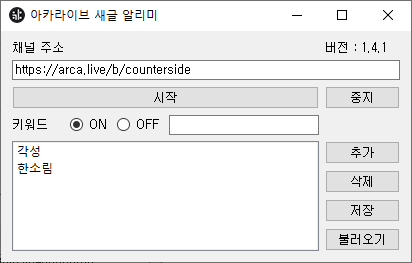 아카라이브 새글 알리미
채널 주소 버전 : 1.4.1
https://arca.live/b/counterside
시작 중지
키워드 ON OFF
각성 추가
한소림
삭제
저장
불러오기